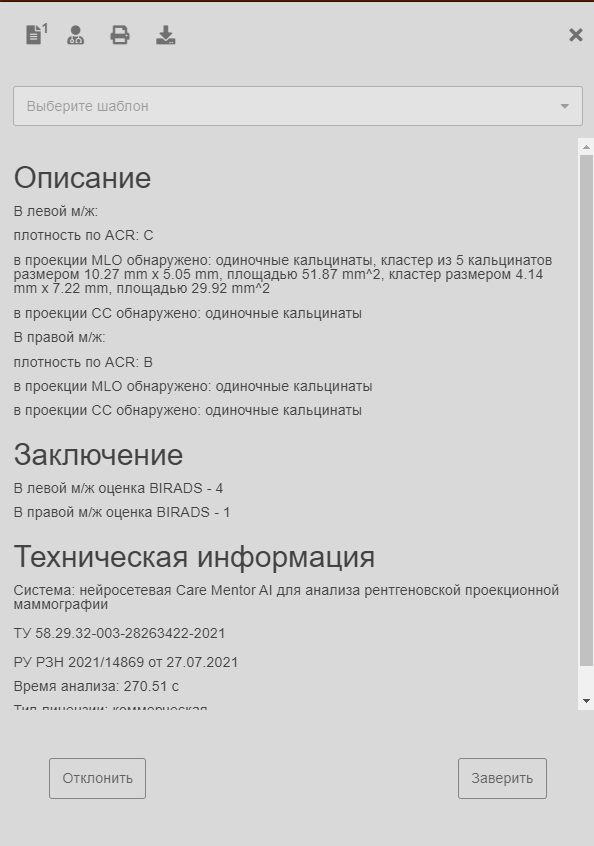 1
Выберите шаблон
Описание
В левой м/ж:
плотность по ACR: C
в проекции MLO обнаружено: одиночные кальцинаты, кластер из 5 кальцинатов
размером 10.27 mm x 5.05 mm, площадью 51.87 mm^2, кластер размером 4.14
mm x 7.22 mm, площадью 29.92 mm^2
в проекции CC обнаружено: одиночные кальцинаты
В правой м/ж:
плотность по ACR: B
в проекции MLO обнаружено: одиночные кальцинаты
в проекции CC обнаружено: одиночные кальцинаты
Заключение
В левой м/ж оценка BIRADS - 4
В правой м/ж оценка BIRADS - 1
Техническая информация
Система: нейросетевая Care Mentor AI для анализа рентгеновской проекционной
маммографии
ТУ 58.29.32-003-28263422-2021
РУ РЗН 2021/14869 от 27.07.2021
Время анализа: 270.51 с
Тип лицензии: коммерческая
Отклонить
Заверить